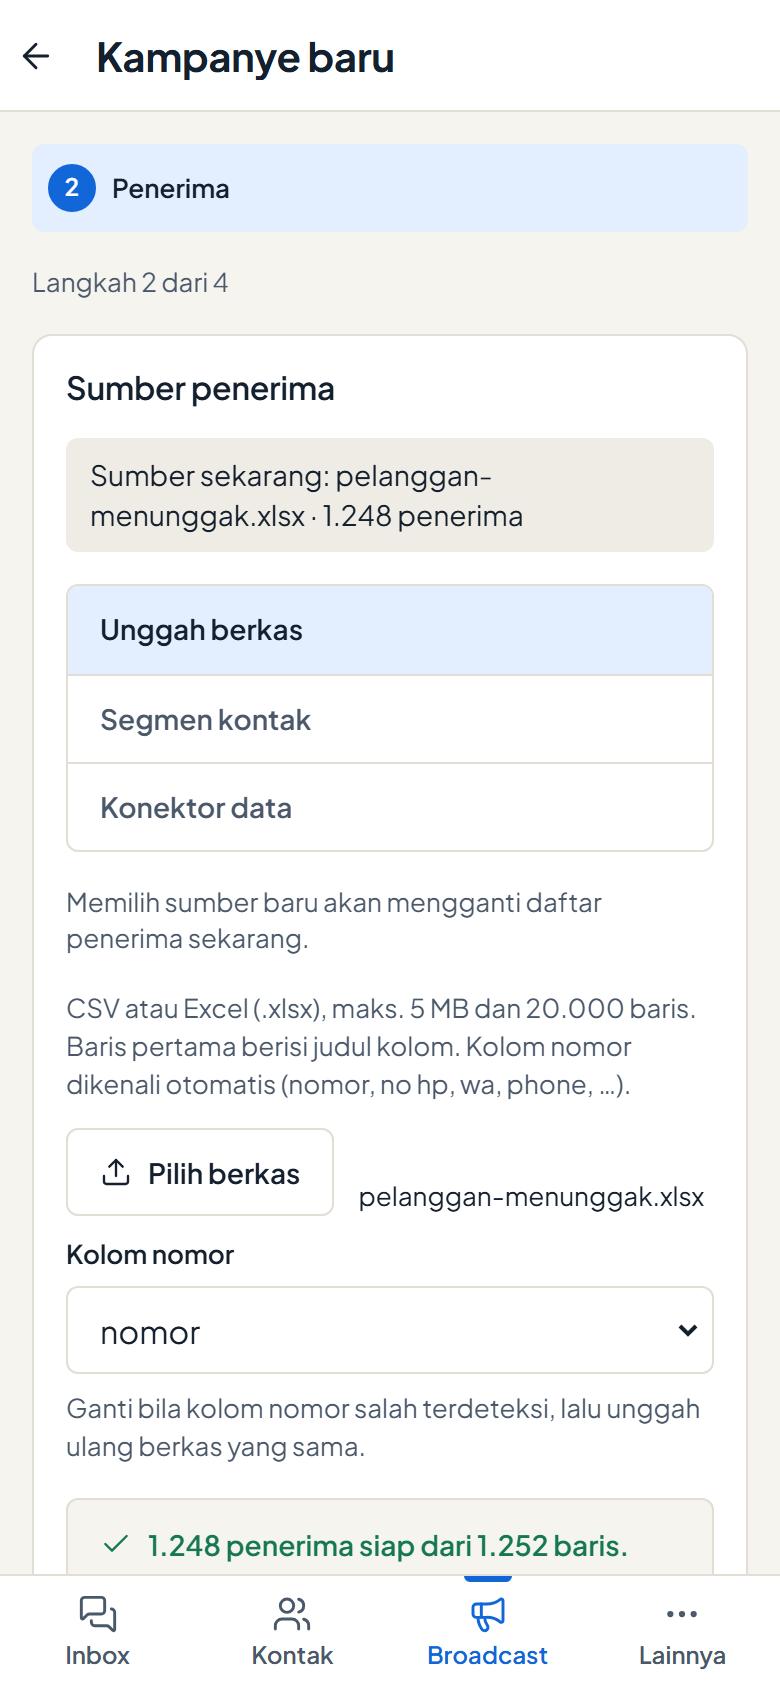 Kampanye baru
2 Penerima
Langkah 2 dari 4
Sumber penerima
Sumber sekarang: pelanggan-
menunggak.xlsx · 1.248 penerima
Unggah berkas
Segmen kontak
Konektor data
Memilih sumber baru akan mengganti daftar
penerima sekarang.
CSV atau Excel (.xlsx), maks. 5 MB dan 20.000 baris.
Baris pertama berisi judul kolom. Kolom nomor
dikenali otomatis (nomor, no hp, wa, phone, …).
Pilih berkas
pelanggan-menunggak.xlsx
Kolom nomor
nomor
Ganti bila kolom nomor salah terdeteksi, lalu unggah
ulang berkas yang sama.
1.248 penerima siap dari 1.252 baris.
Inbox
Kontak
Broadcast
Lainnya